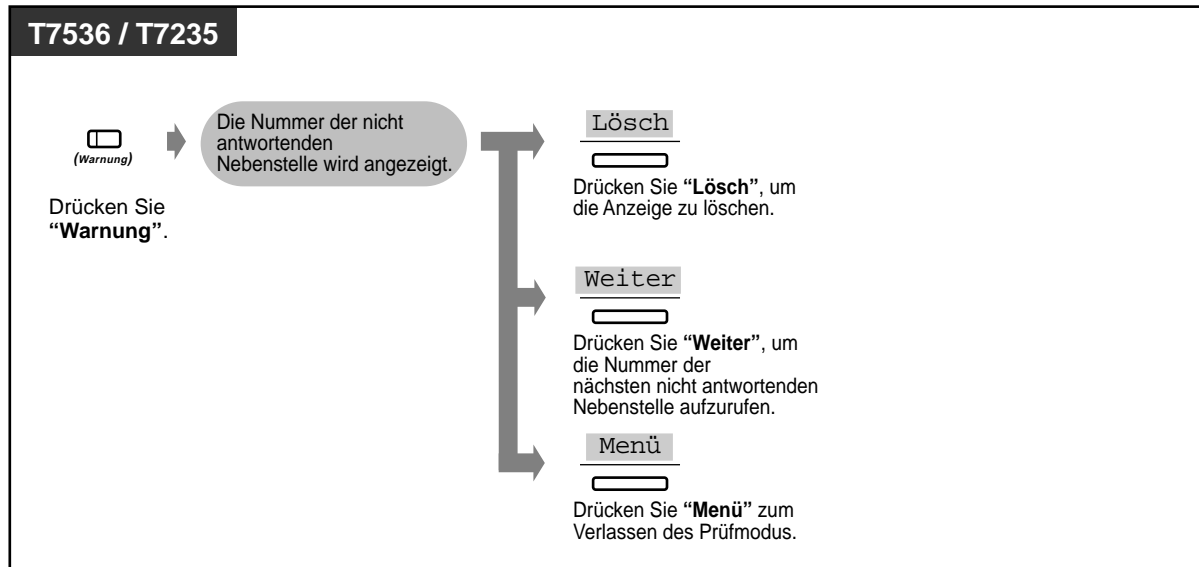 T7536 / T7235
(Warnung)
Drücken Sie
“Warnung”.
Die Nummer der nicht
antwortenden
Nebenstelle wird angezeigt.
Lösch
Drücken Sie “Lösch”, um
die Anzeige zu löschen.
Weiter
Drücken Sie “Weiter”, um
die Nummer der
nächsten nicht antwortenden
Nebenstelle aufzurufen.
Menü
Drücken Sie “Menü” zum
Verlassen des Prüfmodus.